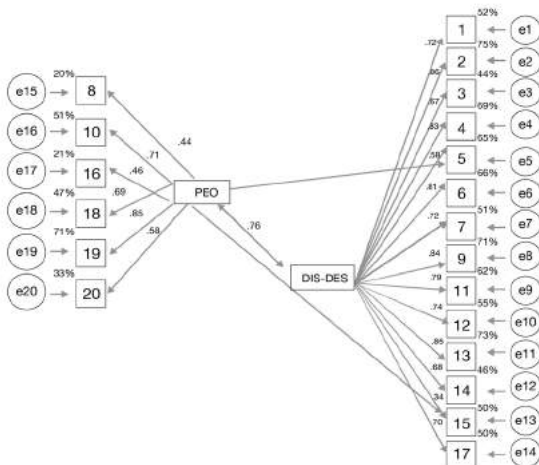 20%
e15 8
51%
e16 10
21%
e17 16
47%
e18 18
71%
e19 19
33%
e20 20
.44
.71
.46
.69
.85
.58
PEO
.76
DIS-DES
.72
.86
.67
.83
.58
.81
.72
.84
.79
.74
.85
.68
.34
.70
52%
1 e1
75%
2 e2
44%
3 e3
69%
4 e4
65%
5 e5
66%
6 e6
51%
7 e7
71%
9 e8
62%
11 e9
55%
12 e10
73%
13 e11
46%
14 e12
50%
15 e13
50%
17 e14